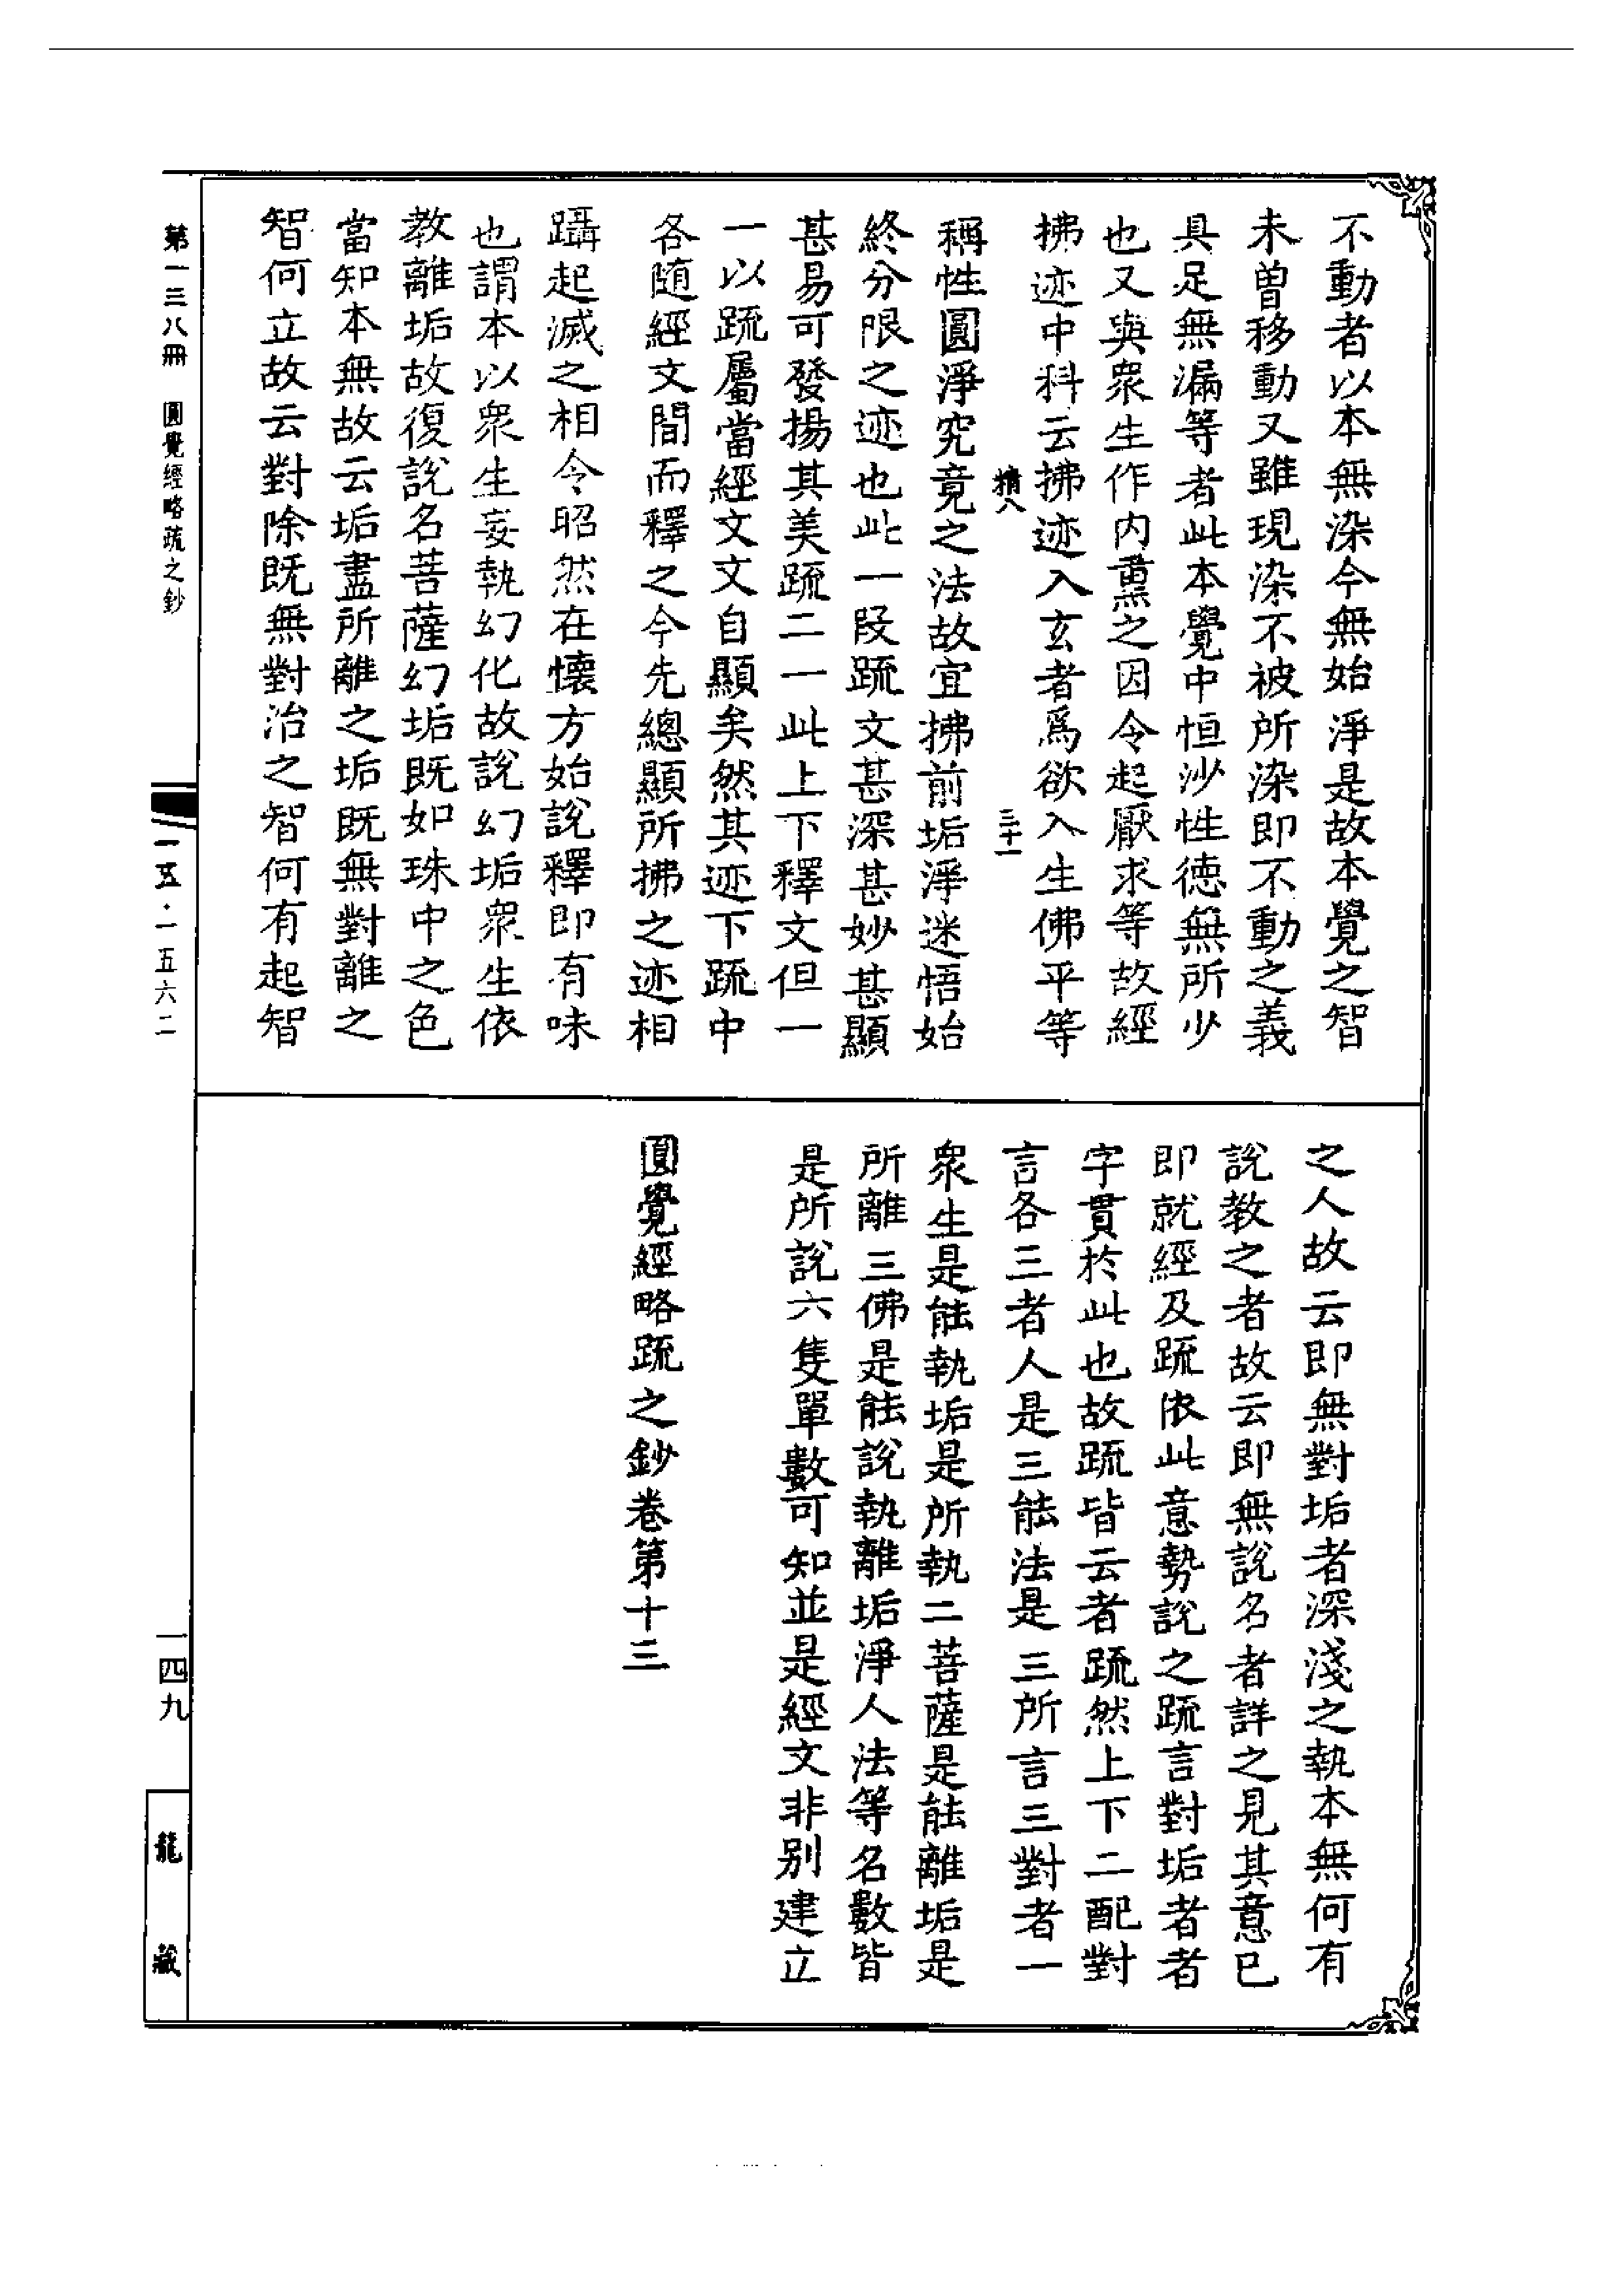 不動者以本無染今無始淨是故本覺之智
未曽移動又雖現染不被所染即不動之義
具足無漏等者此本覺中恒沙性德無所少
也又與衆生作内熏之因令起厭求等故經
拂迹中科云拂迹入玄者爲欲入生佛平等
精八
三十一
稱性圓淨究竟之法故宜拂前垢淨迷悟始
終分限之迹也此一段䟽文甚深甚妙甚顯
甚易可發揚其美䟽二一此上下釋文但一
一以䟽屬當經文文自顯矣然其迹下䟽中
各隨經文間而釋之今先總顯所拂之迹相
躡起滅之相令昭然在懷方始說釋即有味
也謂本以衆生妄執幻化故說幻垢衆生依
教離垢故復說名菩薩幻垢既如珠中之色
當知本無故云垢盡所離之垢既無對離之
智何立故云對除既無對治之智何有起智
之人故云即無對垢者深淺之執本無何有
說教之者故云即無說名者詳之見其意已
即就經及䟽依此意勢說之䟽言對垢者者
字貫於此也故䟽皆云者䟽然上下二配對
言各三者人是三能法是三所言三對者一
衆生是能執垢是所執二菩薩是能離垢是
所離三佛是能說執離垢淨人法等名數皆
是所說六隻單數可知並是經文非別建立
圓覺經略䟽之鈔卷第十三
第一三八冊 圓覺經略疏之鈔
一五·一五六二
一四九
龍藏